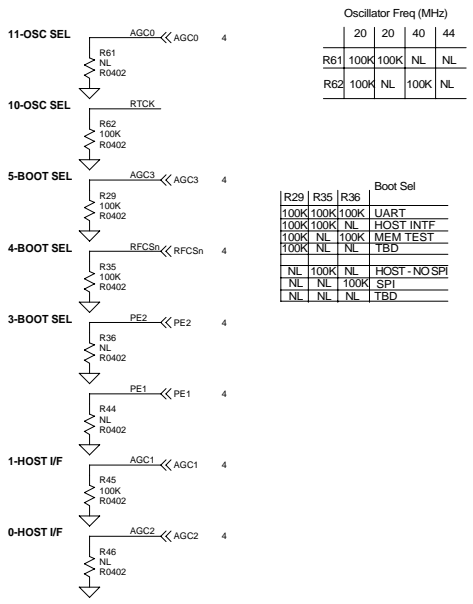 11-OSC SEL
AGC0
AGC0
4
R61
NL
R0402
10-OSC SEL
RTCK
R62
100K
R0402
5-BOOT SEL
AGC3
AGC3
4
R29
100K
R0402
4-BOOT SEL
RFCSn
RFCSn
4
R35
100K
R0402
3-BOOT SEL
PE2
PE2
4
R36
NL
R0402
PE1
PE1
4
R44
NL
R0402
1-HOST I/F
AGC1
AGC1
4
R45
100K
R0402
0-HOST I/F
AGC2
AGC2
4
R46
NL
R0402
Oscillator Freq (MHz)
20 20 40 44
R61 100K 100K NL NL
R62 100K NL 100K NL
R29 R35 R36 Boot Sel
100K 100K 100K UART
100K 100K NL HOST INTF
100K NL 100K MEM TEST
100K NL NL TBD
NL 100K NL HOST - NO SPI
NL NL 100K SPI
NL NL NL TBD